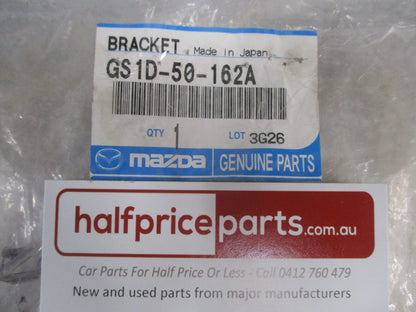 BRACKET Made in Japan
GS1D-50-162A
QTY 1 LOT 3G26
mazda GENUINE PARTS
halfpriceparts.com.au
Car Parts For Half Price Or Less - Call 0412 760 479
New and used parts from major manufacturers